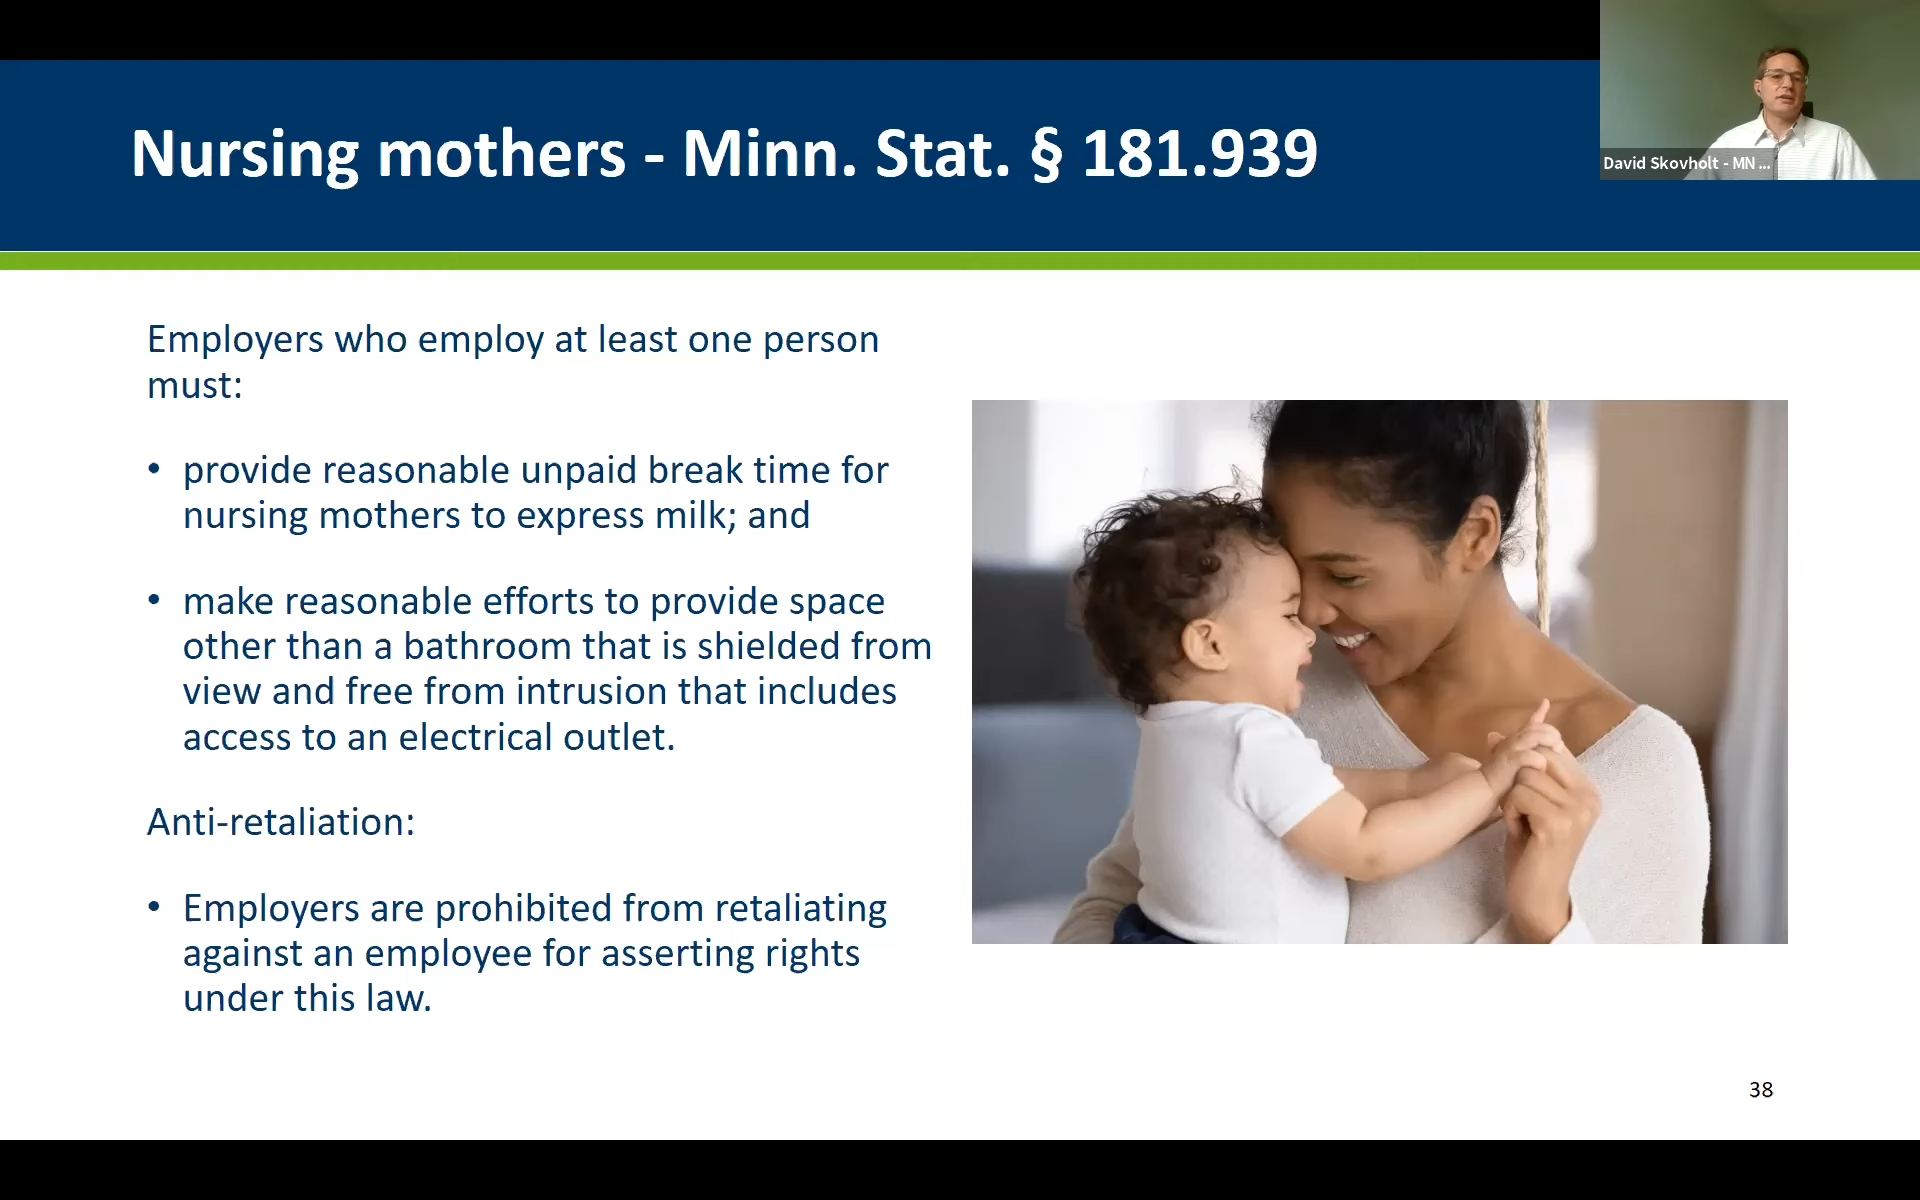 Nursing mothers - Minn. Stat. § 181.939
David Skovholt - MN ...
Employers who employ at least one person
must:
• provide reasonable unpaid break time for
nursing mothers to express milk; and
• make reasonable efforts to provide space
other than a bathroom that is shielded from
view and free from intrusion that includes
access to an electrical outlet.
Anti-retaliation:
• Employers are prohibited from retaliating
against an employee for asserting rights
under this law.
38